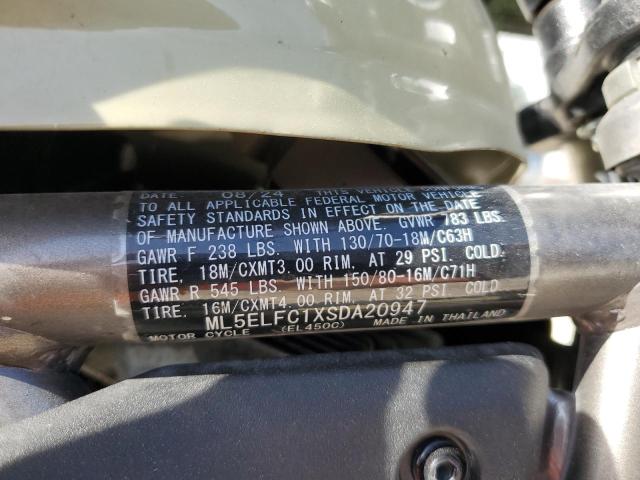 DATE 08/24 THIS VEHICLE CONFORMS
TO ALL APPLICABLE FEDERAL MOTOR VEHICLE
SAFETY STANDARDS IN EFFECT ON THE DATE
OF MANUFACTURE SHOWN ABOVE. GVWR 783 LBS.
GAWR F 238 LBS. WITH 130/70-18M/C63H
TIRE, 18M/CXMT3.00 RIM, AT 29 PSI. COLD.
GAWR R 545 LBS. WITH 150/80-16M/C71H
TIRE, 16M/CXMT4.00 RIM, AT 32 PSI. COLD
ML5ELFC1XSDA20947
MOTOR CYCLE (EL450C) MADE IN THAILAND